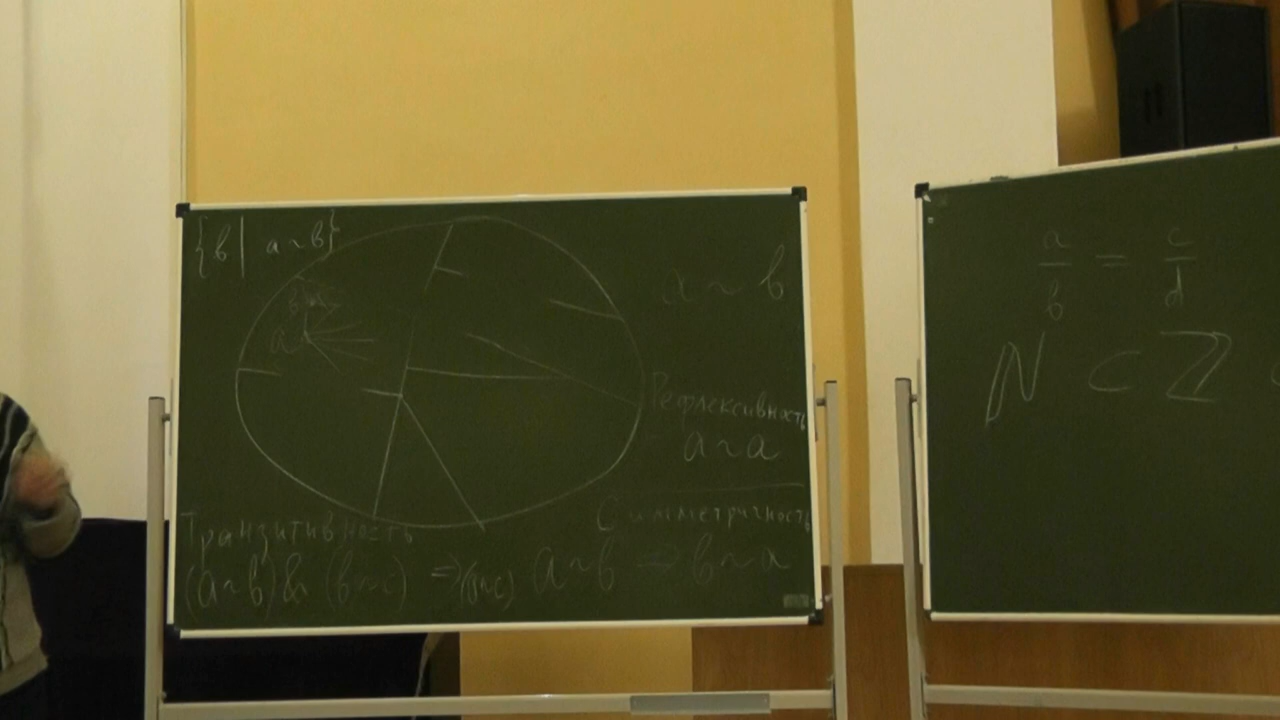 {в | a ~ в}
a ~ в
a
Рефлексивность
a ~ a
Симметричность
a ~ в ⇒ в ~ a
Транзитивность
(a ~ в) & (в ~ c) ⇒
a/b = c/d
ℕ ⊂ ℤ